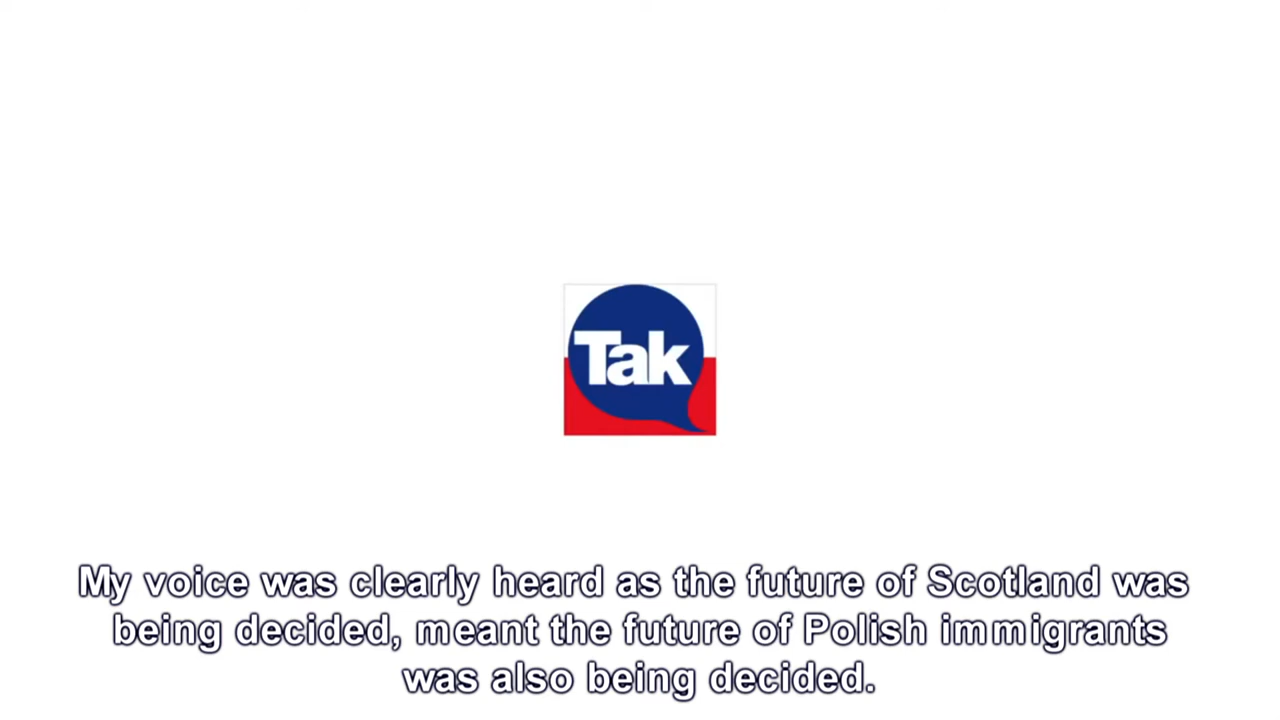 Tak
My voice was clearly heard as the future of Scotland was
being decided, meant the future of Polish immigrants
was also being decided.